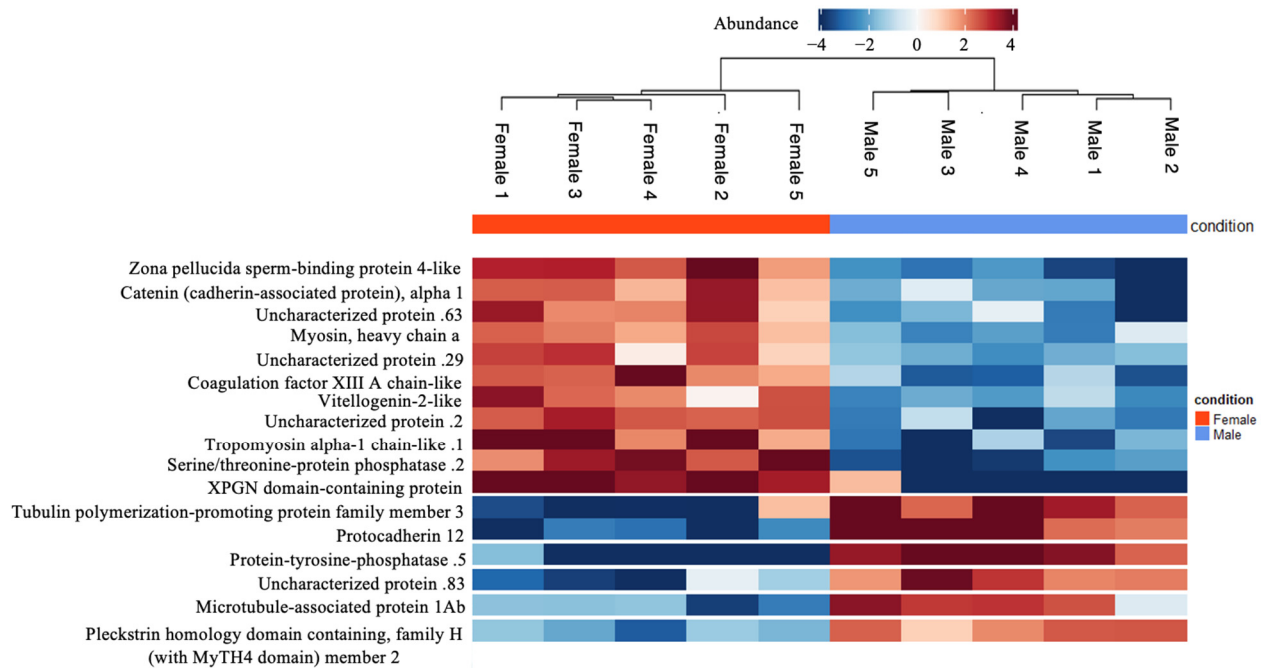 Abundance
−4 −2 0 2 4
Female 1 Female 3 Female 4 Female 2 Female 5 Male 5 Male 3 Male 4 Male 1 Male 2
condition
Zona pellucida sperm-binding protein 4-like
Catenin (cadherin-associated protein), alpha 1
Uncharacterized protein .63
Myosin, heavy chain a
Uncharacterized protein .29
Coagulation factor XIII A chain-like
Vitellogenin-2-like
Uncharacterized protein .2
Tropomyosin alpha-1 chain-like .1
Serine/threonine-protein phosphatase .2
XPGN domain-containing protein
Tubulin polymerization-promoting protein family member 3
Protocadherin 12
Protein-tyrosine-phosphatase .5
Uncharacterized protein .83
Microtubule-associated protein 1Ab
Pleckstrin homology domain containing, family H
(with MyTH4 domain) member 2
condition
Female
Male